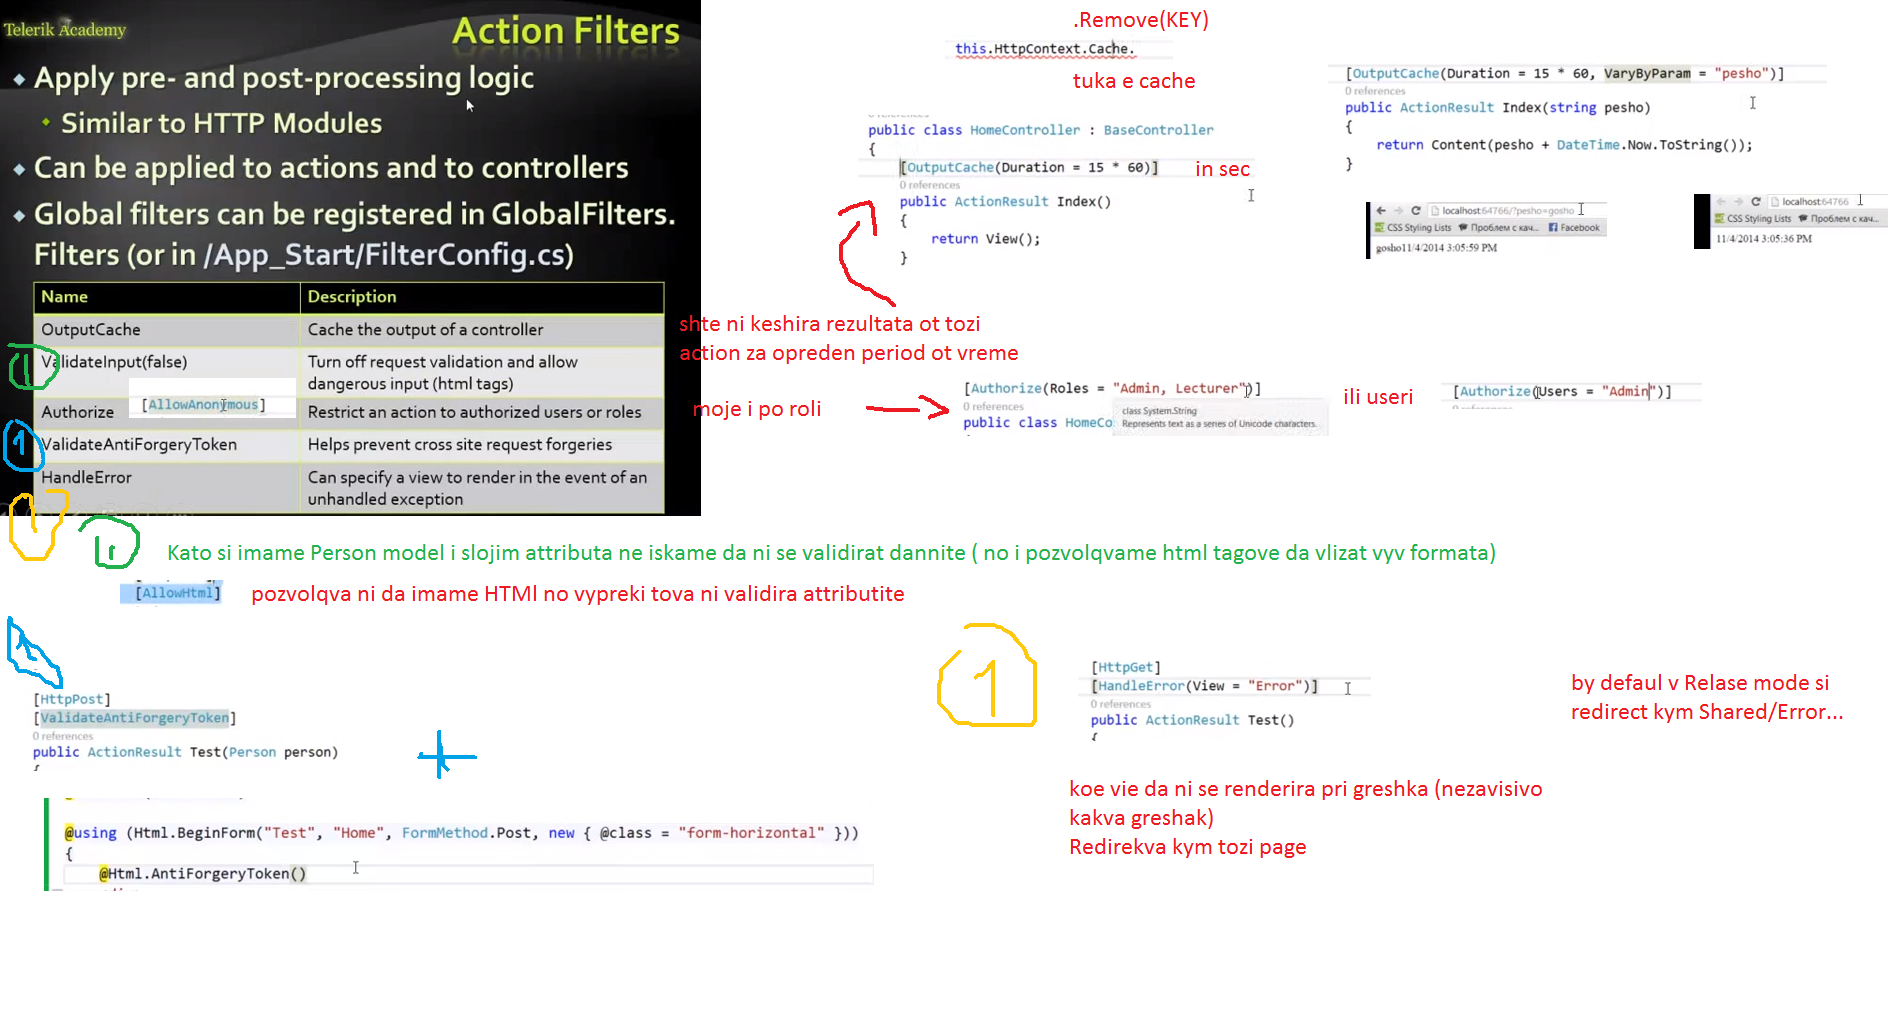 Telerik Academy
Action Filters
Apply pre- and post-processing logic
Similar to HTTP Modules
Can be applied to actions and to controllers
Global filters can be registered in GlobalFilters.
Filters (or in /App_Start/FilterConfig.cs)
Name Description
OutputCache Cache the output of a controller
ValidateInput(false) Turn off request validation and allow
dangerous input (html tags)
[AllowAnonymous]
Authorize Restrict an action to authorized users or roles
ValidateAntiForgeryToken Helps prevent cross site request forgeries
HandleError Can specify a view to render in the event of an
unhandled exception
.Remove(KEY)
this.HttpContext.Cache.
tuka e cache
0 references
public class HomeController : BaseController
{
[OutputCache(Duration = 15 * 60)] in sec
0 references
public ActionResult Index()
{
return View();
}
[OutputCache(Duration = 15 * 60, VaryByParam = "pesho")]
0 references
public ActionResult Index(string pesho)
{
return Content(pesho + DateTime.Now.ToString());
}
localhost:64766/?pesho=gosho
CSS Styling Lists Проблем с кач... Facebook
gosho11/4/2014 3:05:59 PM
localhost:64766
CSS Styling Lists Проблем с кач...
11/4/2014 3:05:36 PM
shte ni keshira rezultata ot tozi
action za opreden period ot vreme
moje i po roli
[Authorize(Roles = "Admin, Lecturer")]
0 references
public class HomeCo
class System.String
Represents text as a series of Unicode characters.
ili useri
[Authorize(Users = "Admin")]
Kato si imame Person model i slojim attributa ne iskame da ni se validirat dannite ( no i pozvolqvame html tagove da vlizat vyv formata)
[AllowHtml] pozvolqva ni da imame HTMl no vypreki tova ni validira attributite
[HttpPost]
[ValidateAntiForgeryToken]
0 references
public ActionResult Test(Person person)
{
@using (Html.BeginForm("Test", "Home", FormMethod.Post, new { @class = "form-horizontal" }))
{
@Html.AntiForgeryToken()
1
[HttpGet]
[HandleError(View = "Error")]
0 references
public ActionResult Test()
{
by defaul v Relase mode si
redirect kym Shared/Error...
koe vie da ni se renderira pri greshka (nezavisivo
kakva greshak)
Redirekva kym tozi page